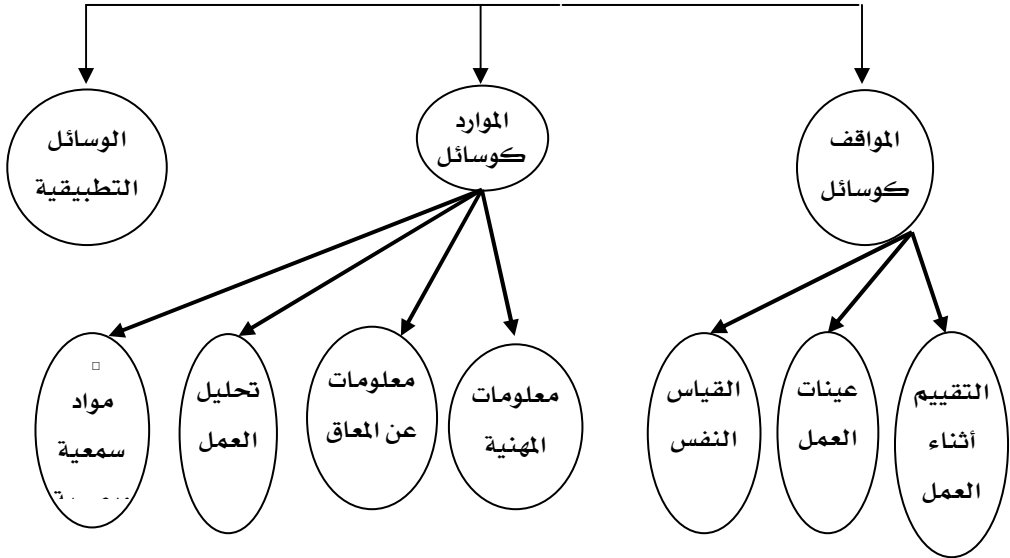 المواقف
كوسائل
الموارد
كوسائل
الوسائل
التطبيقية
التقييم
أثناء
العمل
عينات
العمل
القياس
النفس
معلومات
المهنية
معلومات
عن المعاق
تحليل
العمل
مواد
سمعية